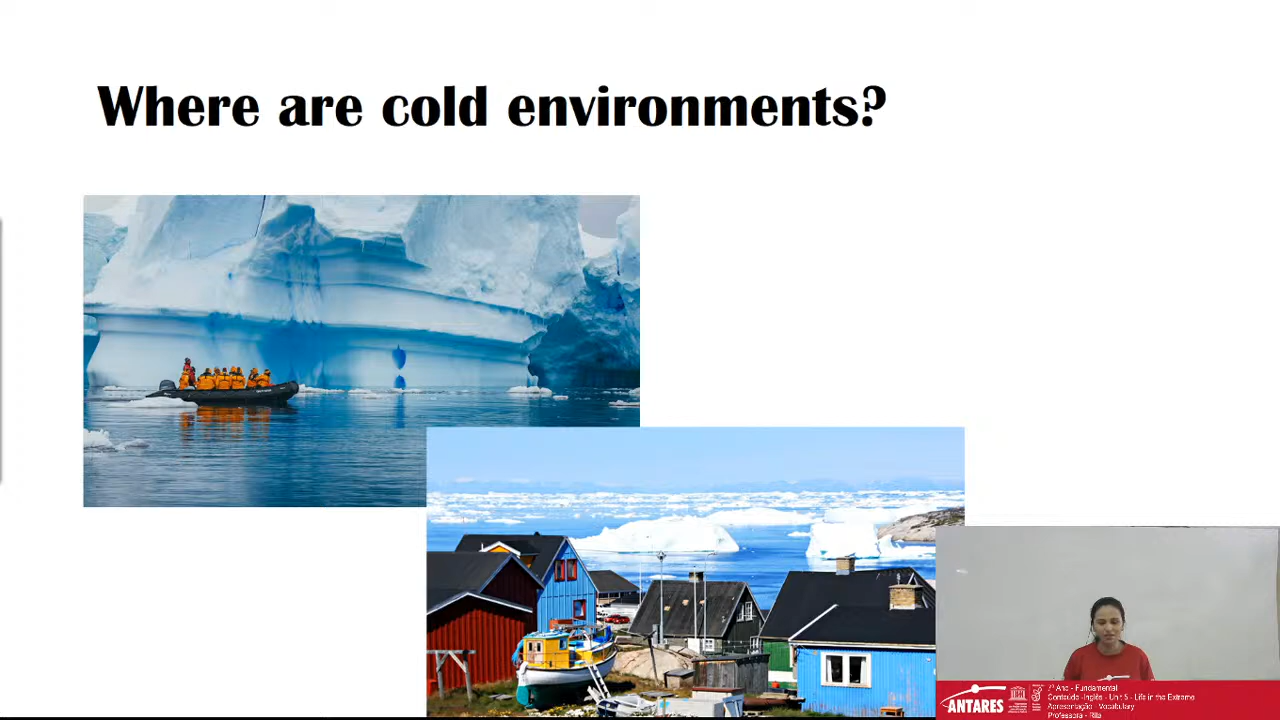 Where are cold environments?
ANTARES
7º Ano - Fundamental
Conteúdo - Inglês - Unit 5 - Life in the Extreme
Apresentação - Vocabulary
Professora - Rita